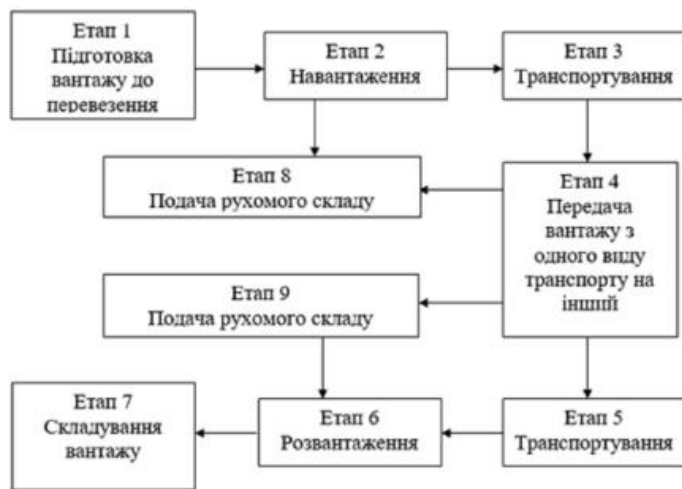 Етап 1
Підготовка
вантажу до
перевезення
Етап 2
Навантаження
Етап 3
Транспортування
Етап 8
Подача рухомого складу
Етап 4
Передача
вантажу з
одного виду
транспорту на
інший
Етап 9
Подача рухомого складу
Етап 7
Складування
вантажу
Етап 6
Розвантаження
Етап 5
Транспортування